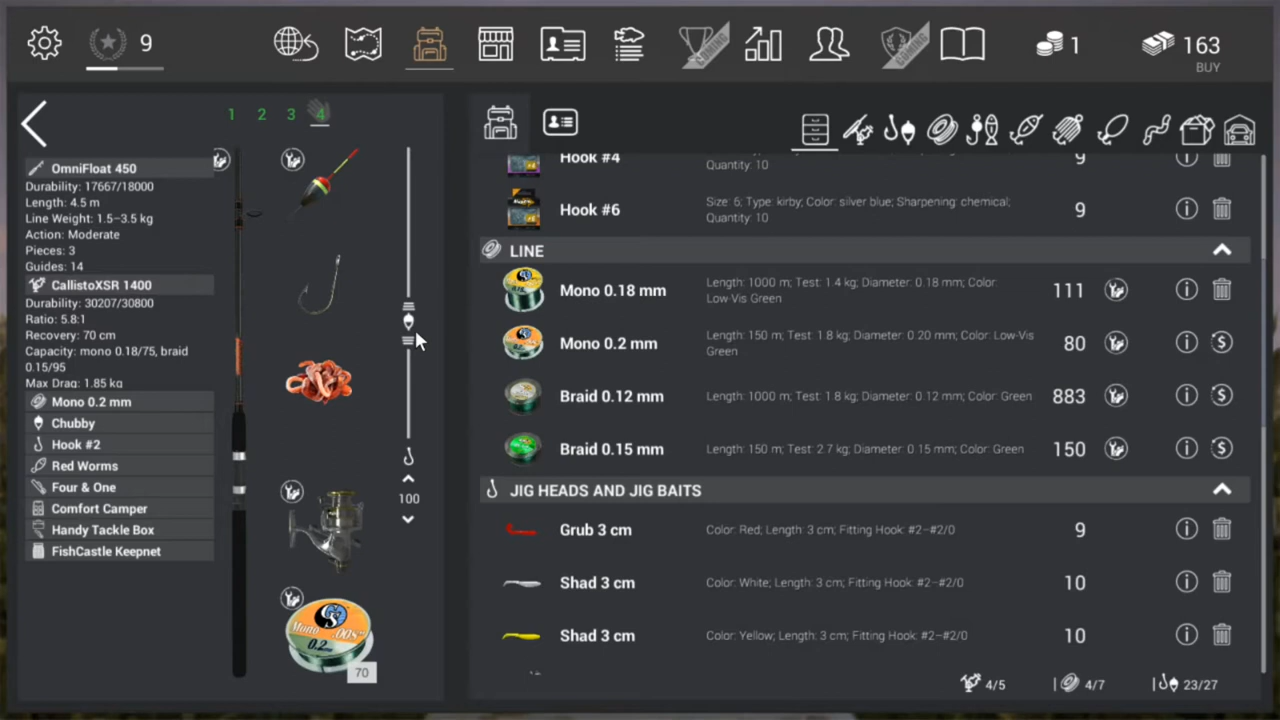 9
COMING
COMING
1
163
BUY
1 2 3 4
OmniFloat 450
Durability: 17667/18000
Length: 4.5 m
Line Weight: 1.5–3.5 kg
Action: Moderate
Pieces: 3
Guides: 14
CallistoXSR 1400
Durability: 30207/30800
Ratio: 5.8:1
Recovery: 70 cm
Capacity: mono 0.18/75, braid
0.15/95
Max Drag: 1.85 kg
Mono 0.2 mm
Chubby
Hook #2
Red Worms
Four & One
Comfort Camper
Handy Tackle Box
FishCastle Keepnet
100
Mono .008"
0.2mm
70
Hook #4
Quantity: 10
9
Hook #6
Size: 6; Type: kirby; Color: silver blue; Sharpening: chemical;
Quantity: 10
9
LINE
Mono 0.18 mm
Length: 1000 m; Test: 1.4 kg; Diameter: 0.18 mm; Color:
Low-Vis Green
111
Mono 0.2 mm
Length: 150 m; Test: 1.8 kg; Diameter: 0.20 mm; Color: Low-Vis
Green
80
Braid 0.12 mm
Length: 1000 m; Test: 1.8 kg; Diameter: 0.12 mm; Color: Green
883
Braid 0.15 mm
Length: 150 m; Test: 2.7 kg; Diameter: 0.15 mm; Color: Green
150
JIG HEADS AND JIG BAITS
Grub 3 cm
Color: Red; Length: 3 cm; Fitting Hook: #2–#2/0
9
Shad 3 cm
Color: White; Length: 3 cm; Fitting Hook: #2–#2/0
10
Shad 3 cm
Color: Yellow; Length: 3 cm; Fitting Hook: #2–#2/0
10
4/5
4/7
23/27